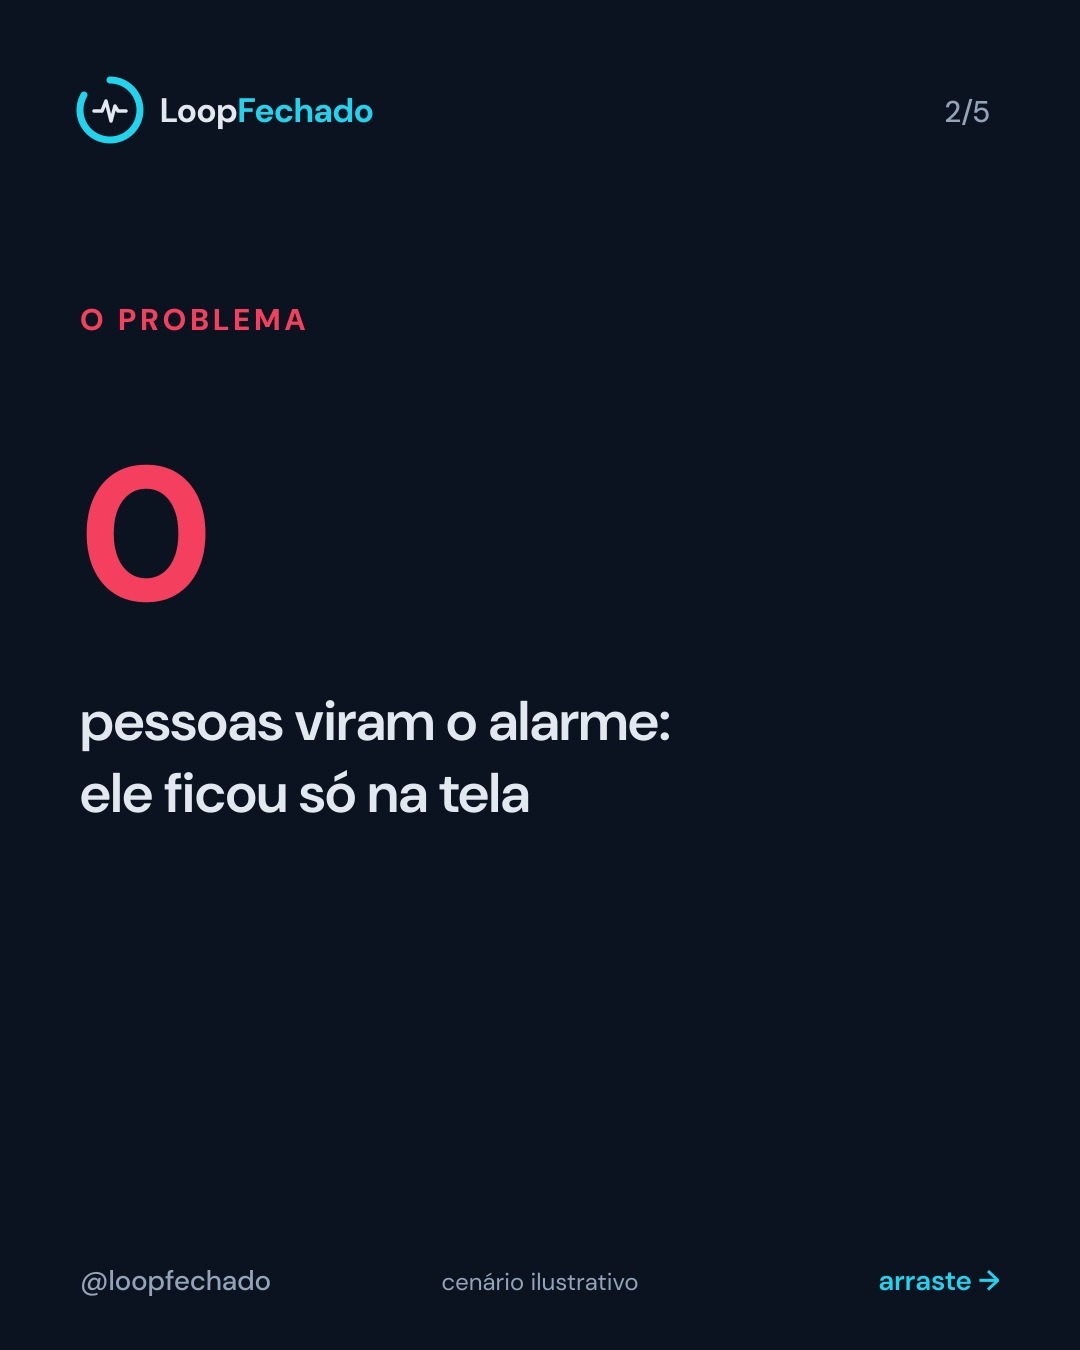 LoopFechado
2/5
O PROBLEMA
0
pessoas viram o alarme:
ele ficou só na tela
@loopfechado
cenário ilustrativo
arraste →